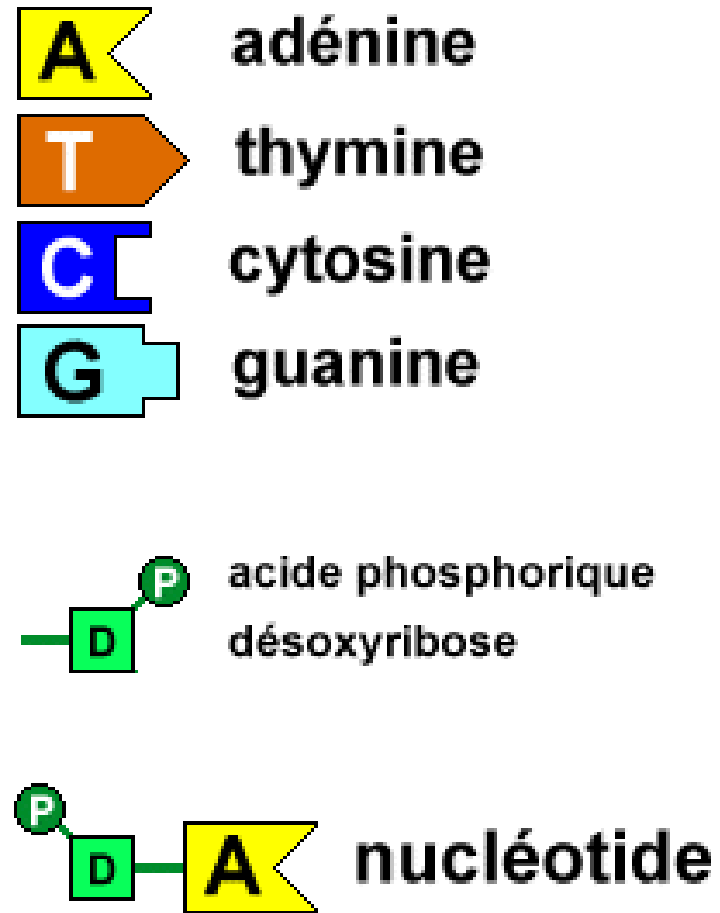 A adénine
T thymine
C cytosine
G guanine
P acide phosphorique
D désoxyribose
P
D A nucléotide